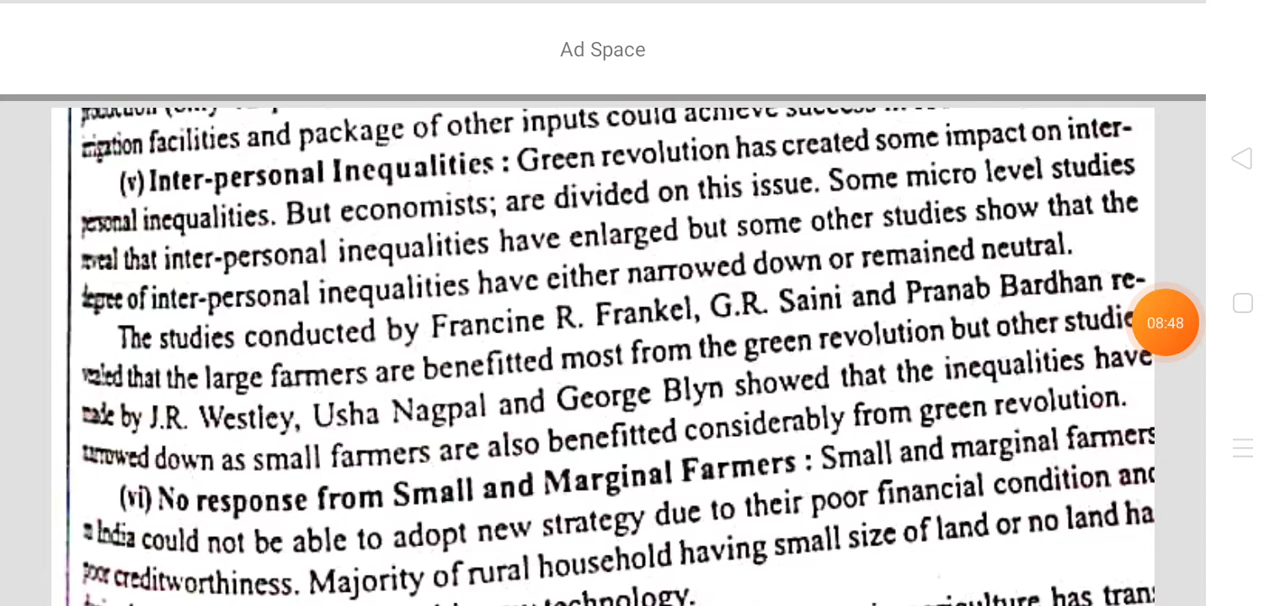 Ad Space
facilities and package of other inputs could achieve success
(v) Inter-personal Inequalities : Green revolution has created some impact on inter-
personal inequalities. But economists; are divided on this issue. Some micro level studies
reveal that inter-personal inequalities have enlarged but some other studies show that the
degree of inter-personal inequalities have either narrowed down or remained neutral.
The studies conducted by Francine R. Frankel, G.R. Saini and Pranab Bardhan re-
vealed that the large farmers are benefitted most from the green revolution but other studie
08:48
made by J.R. Westley, Usha Nagpal and George Blyn showed that the inequalities have
narrowed down as small farmers are also benefitted considerably from green revolution.
(vi) No response from Small and Marginal Farmers : Small and marginal farmers
India could not be able to adopt new strategy due to their poor financial condition and
poor creditworthiness. Majority of rural household having small size of land or no land ha
technology.
has tran